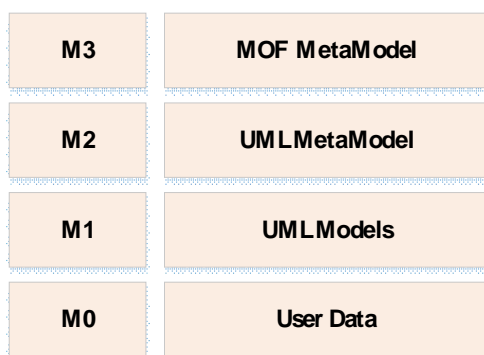 M3 MOF MetaModel
M2 UMLMetaModel
M1 UMLModels
M0 User Data